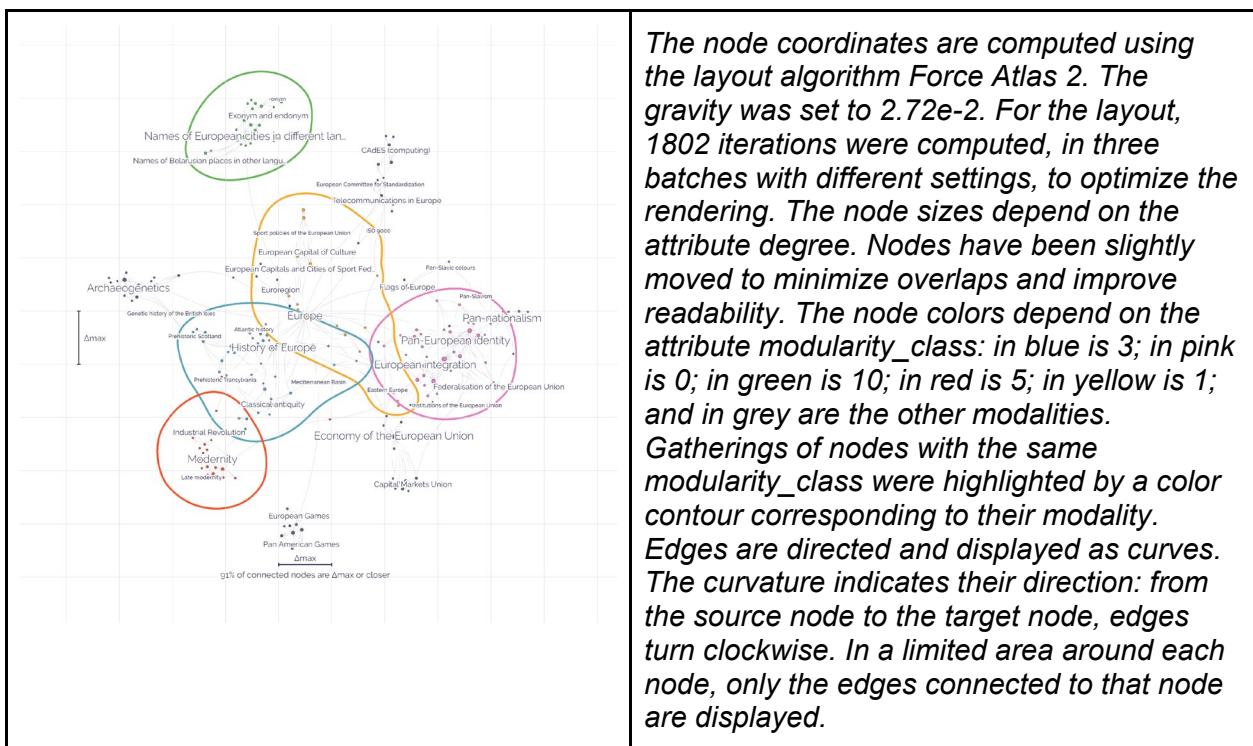 -onym
Exonym and endonym
Names of European cities in different lan...
Names of Belarusian places in other langu...
CAdES (computing)
European Committee for Standardization
Telecommunications in Europe
Sport policies of the European Union
ISO 9000
European Capital of Culture
European Capitals and Cities of Sport Fed...
Pan-Slavic colours
Archaeogenetics
Euroregion
Flags of Europe
Pan-Slavism
Genetic history of the British Isles
Europe
Pan-nationalism
Δmax
Prehistoric Scotland
Atlantic history
History of Europe
Pan-European identity
European integration
Prehistoric Transylvania
Mediterranean Basin
Eastern Europe
Federalisation of the European Union
Classical antiquity
Institutions of the European Union
Industrial Revolution
Economy of the European Union
Modernity
Late modernity
Capital Markets Union
European Games
Pan American Games
Δmax
91% of connected nodes are Δmax or closer
The node coordinates are computed using
the layout algorithm Force Atlas 2. The
gravity was set to 2.72e-2. For the layout,
1802 iterations were computed, in three
batches with different settings, to optimize the
rendering. The node sizes depend on the
attribute degree. Nodes have been slightly
moved to minimize overlaps and improve
readability. The node colors depend on the
attribute modularity_class: in blue is 3; in pink
is 0; in green is 10; in red is 5; in yellow is 1;
and in grey are the other modalities.
Gatherings of nodes with the same
modularity_class were highlighted by a color
contour corresponding to their modality.
Edges are directed and displayed as curves.
The curvature indicates their direction: from
the source node to the target node, edges
turn clockwise. In a limited area around each
node, only the edges connected to that node
are displayed.